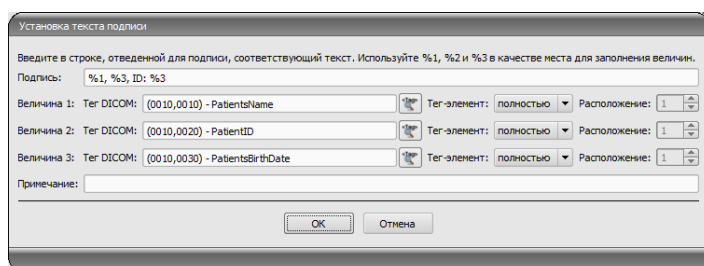 Установка текста подписи
Введите в строке, отведенной для подписи, соответствующий текст. Используйте %1, %2 и %3 в качестве места для заполнения величин.
Подпись: %1, %3, ID: %3
Величина 1: Тег DICOM: (0010,0010) - PatientsName Тег-элемент: полностью Расположение: 1
Величина 2: Тег DICOM: (0010,0020) - PatientID Тег-элемент: полностью Расположение: 1
Величина 3: Тег DICOM: (0010,0030) - PatientsBirthDate Тег-элемент: полностью Расположение: 1
Примечание:
OK Отмена